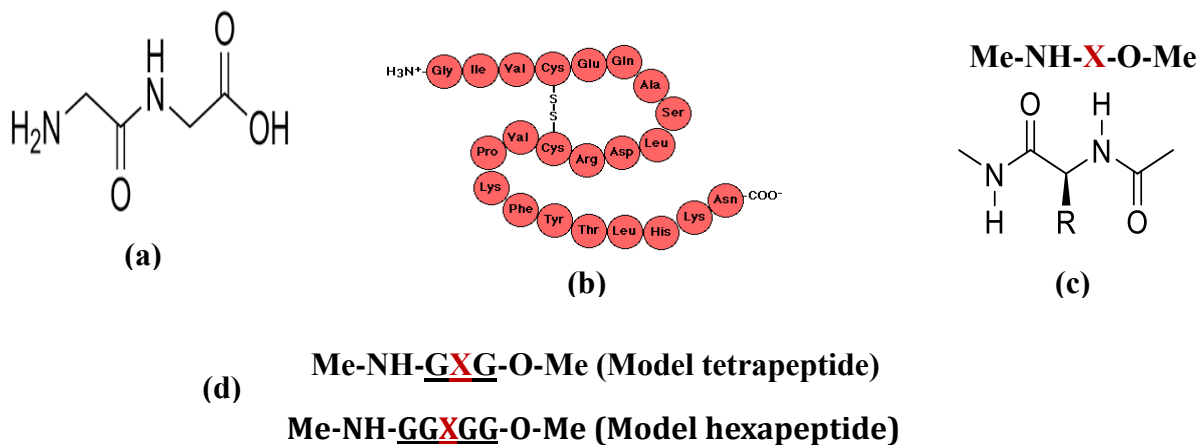 H
N
O
H₂N
OH
O
(a)
H₃N⁺ Gly Ile Val Cys Glu Gln Ala Ser Leu Asp Arg Cys Val Pro Lys Phe Tyr Thr Leu His Lys Asn COO⁻
S
S
(b)
Me-NH-X-O-Me
O
H
N
N
H
R
O
(c)
(d)
Me-NH-GXG-O-Me (Model tetrapeptide)
Me-NH-GGXGG-O-Me (Model hexapeptide)